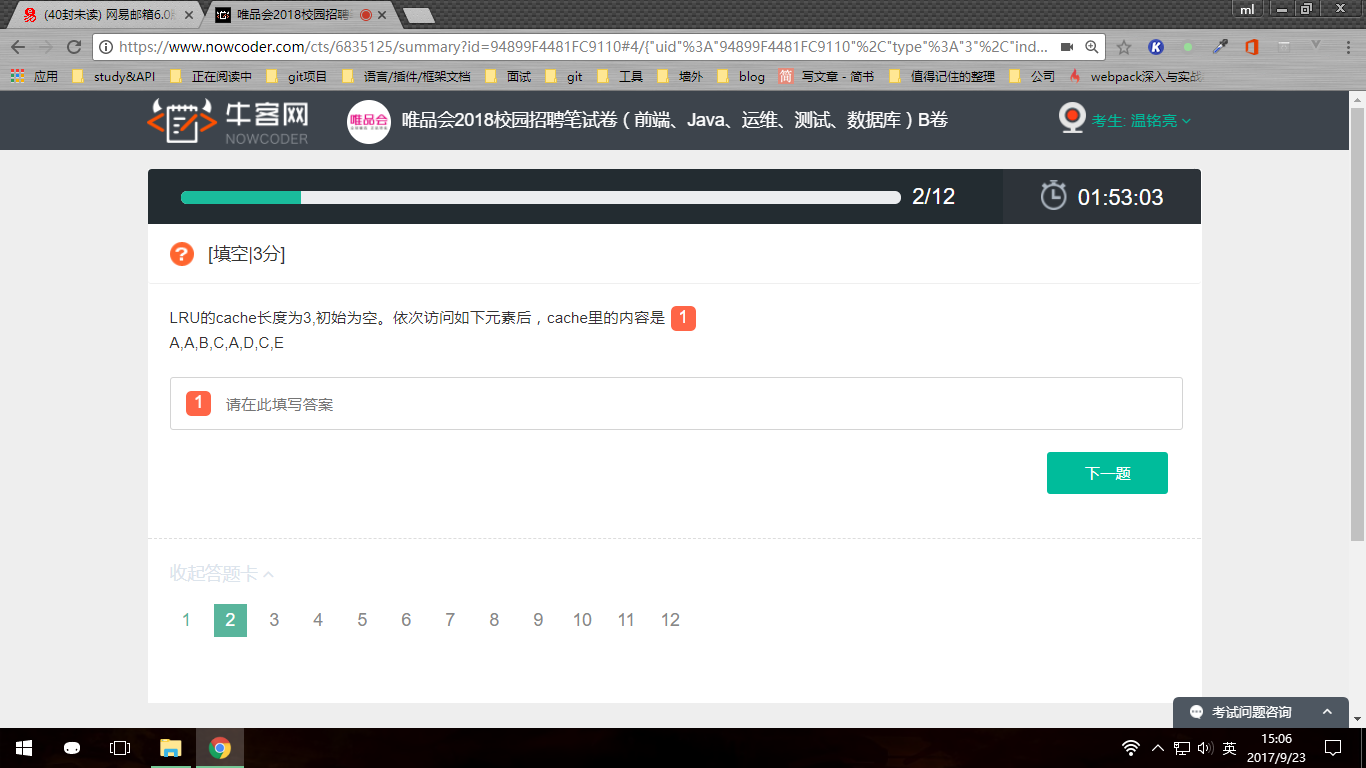 (40封未读) 网易邮箱6.0版
唯品会2018校园招聘
ml
https://www.nowcoder.com/cts/6835125/summary?id=94899F4481FC9110#4/{"uid"%3A"94899F4481FC9110"%2C"type"%3A"3"%2C"ind...
应用 study&API 正在阅读中 git项目 语言/插件/框架文档 面试 git 工具 墙外 blog 简 写文章 - 简书 值得记住的整理 公司 webpack深入与实战
牛客网
NOWCODER
唯品会
唯品会2018校园招聘笔试卷（前端、Java、运维、测试、数据库）B卷
考生: 温铭亮
2/12
01:53:03
? [填空|3分]
LRU的cache长度为3,初始为空。依次访问如下元素后，cache里的内容是 1
A,A,B,C,A,D,C,E
1 请在此填写答案
下一题
收起答题卡
1 2 3 4 5 6 7 8 9 10 11 12
考试问题咨询
英
15:06
2017/9/23